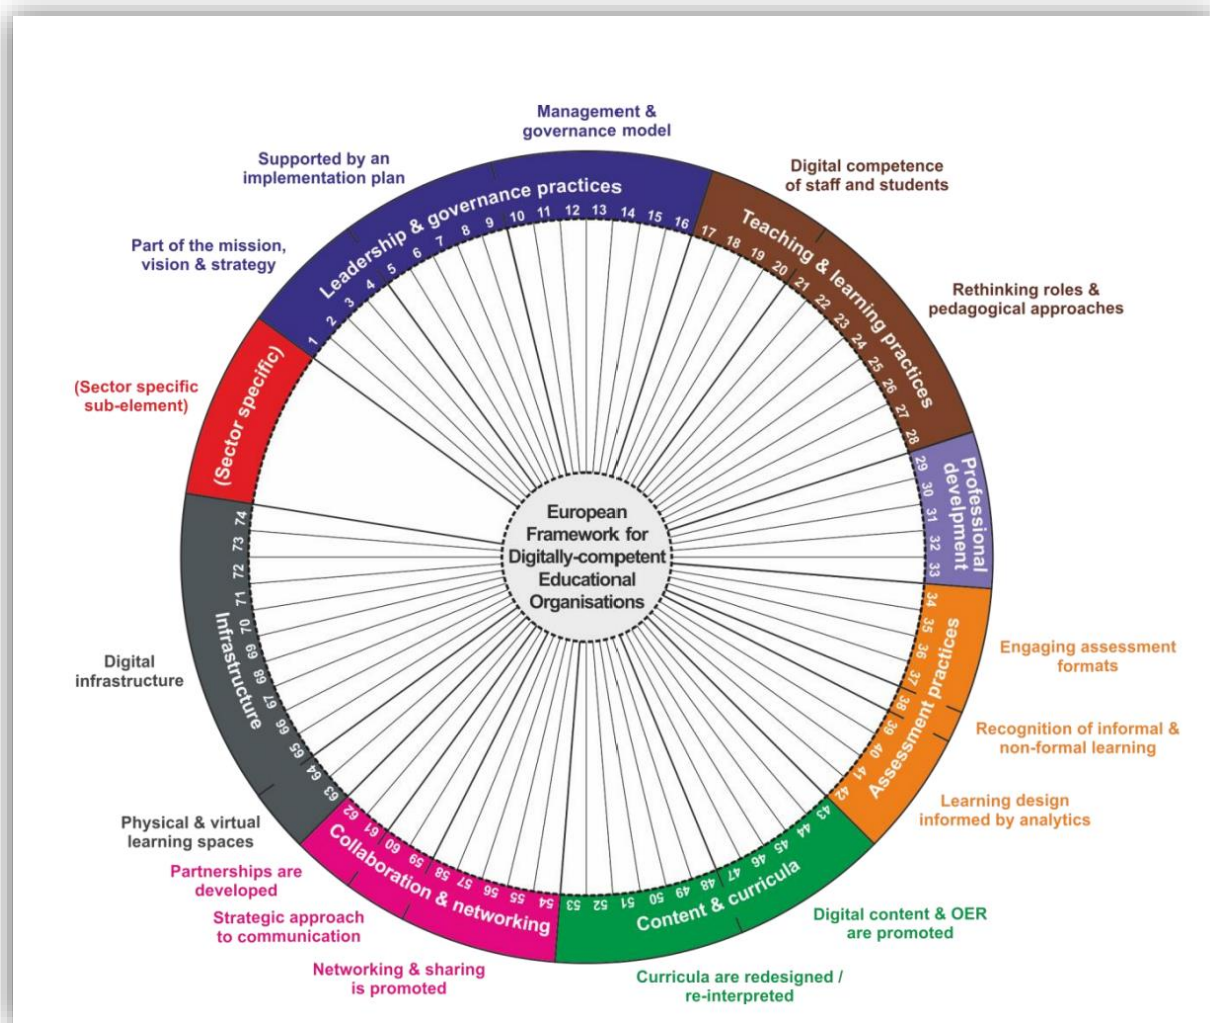 Management &
governance model
Supported by an
implementation plan
Digital competence
of staff and students
Part of the mission,
vision & strategy
Rethinking roles &
pedagogical approaches
(Sector specific
sub-element)
Engaging assessment
formats
Recognition of informal &
non-formal learning
Learning design
informed by analytics
Digital content & OER
are promoted
Curricula are redesigned /
re-interpreted
Networking & sharing
is promoted
Strategic approach
to communication
Partnerships are
developed
Physical & virtual
learning spaces
Digital
infrastructure
Leadership & governance practices
Teaching & learning practices
Professional
develpment
Assessment practices
Content & curricula
Collaboration & networking
Infrastructure
(Sector specific)
1 2 3 4 5 6 7 8 9 10 11 12 13 14 15 16
17 18 19 20 21 22 23 24 25 26 27 28
29 30 31 32 33
34 35 36 37 38 39 40 41 42
43 44 45 46 47 48 49 50 51 52 53
54 55 56 57 58 59 60 61 62
63 64 65 66 67 68 69 70 71 72 73 74
European
Framework for
Digitally-competent
Educational
Organisations